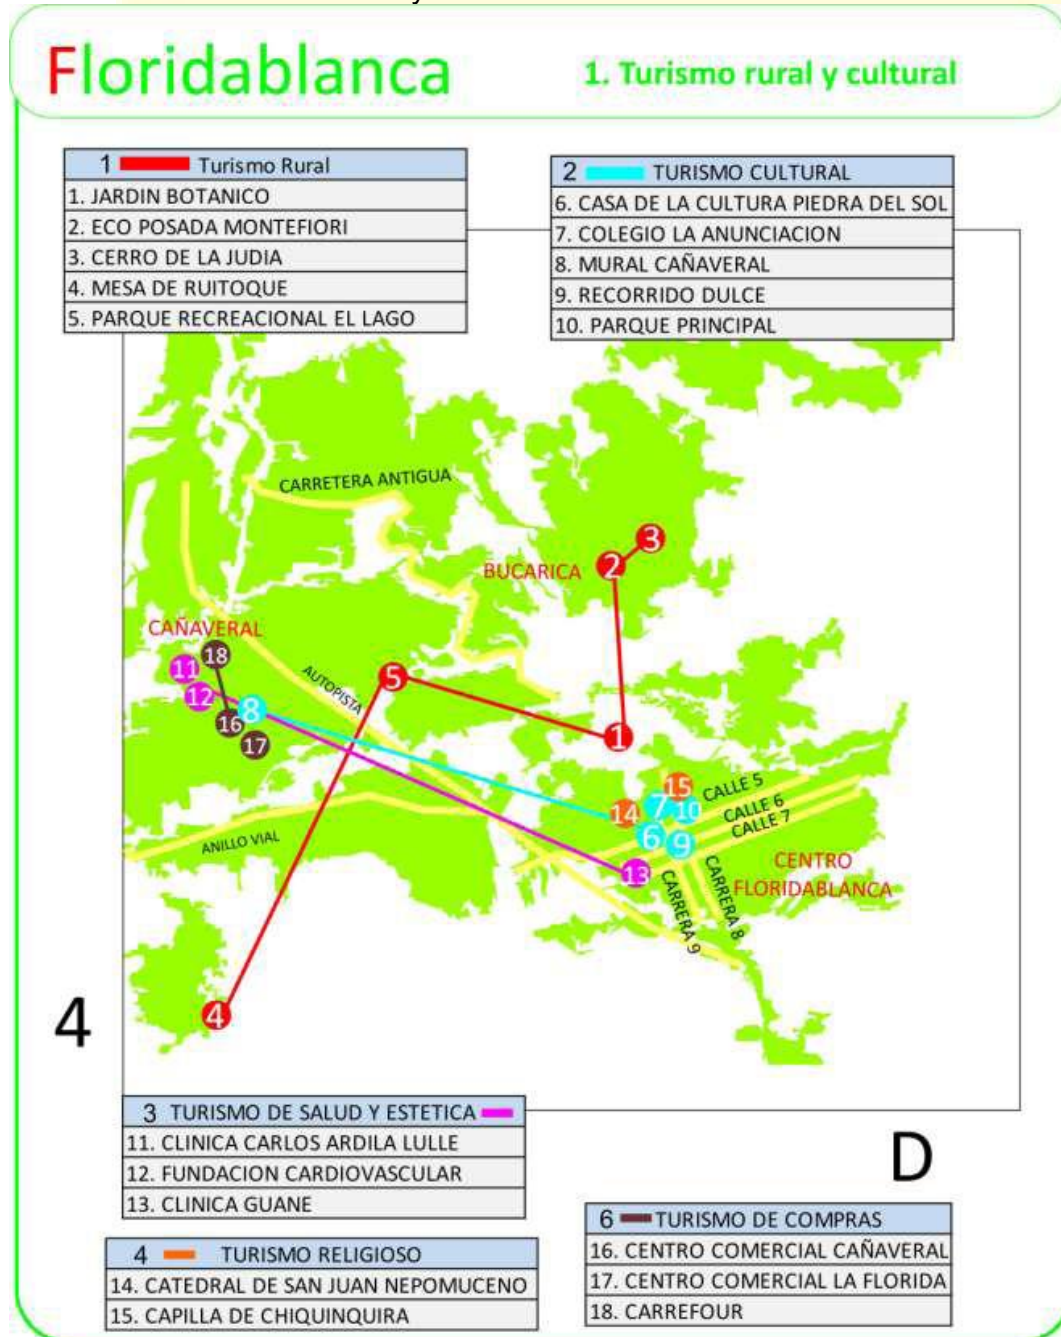 Floridablanca
1. Turismo rural y cultural
1 Turismo Rural
1. JARDIN BOTANICO
2. ECO POSADA MONTEFIORI
3. CERRO DE LA JUDIA
4. MESA DE RUITOQUE
5. PARQUE RECREACIONAL EL LAGO
2 TURISMO CULTURAL
6. CASA DE LA CULTURA PIEDRA DEL SOL
7. COLEGIO LA ANUNCIACION
8. MURAL CAÑAVERAL
9. RECORRIDO DULCE
10. PARQUE PRINCIPAL
CARRETERA ANTIGUA
3
2
BUCARICA
CAÑAVERAL
18
11
12
5
AUTOPISTA
8
16
17
1
15
CALLE 5
14
7
10
CALLE 6
CALLE 7
6
9
ANILLO VIAL
13
CENTRO
FLORIDABLANCA
CARRERA 9
CARRERA 8
4
4
3 TURISMO DE SALUD Y ESTETICA
11. CLINICA CARLOS ARDILA LULLE
12. FUNDACION CARDIOVASCULAR
13. CLINICA GUANE
D
4 TURISMO RELIGIOSO
14. CATEDRAL DE SAN JUAN NEPOMUCENO
15. CAPILLA DE CHIQUINQUIRA
6 TURISMO DE COMPRAS
16. CENTRO COMERCIAL CAÑAVERAL
17. CENTRO COMERCIAL LA FLORIDA
18. CARREFOUR